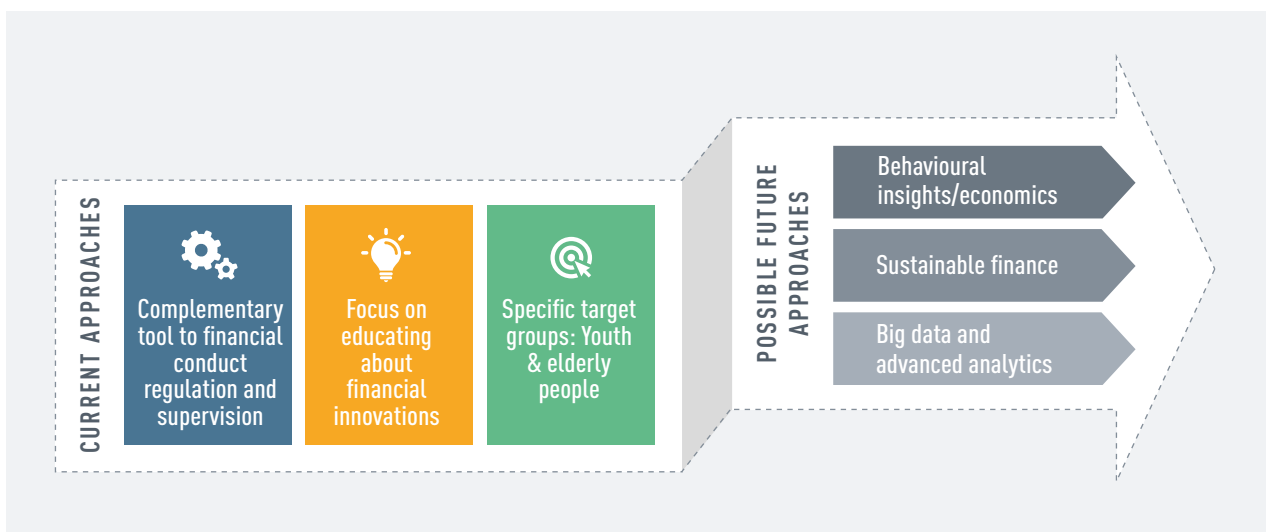 CURRENT APPROACHES
Complementary
tool to financial
conduct
regulation and
supervision
Focus on
educating
about
financial
innovations
Specific target
groups: Youth
& elderly
people
POSSIBLE FUTURE
APPROACHES
Behavioural
insights/economics
Sustainable finance
Big data and
advanced analytics